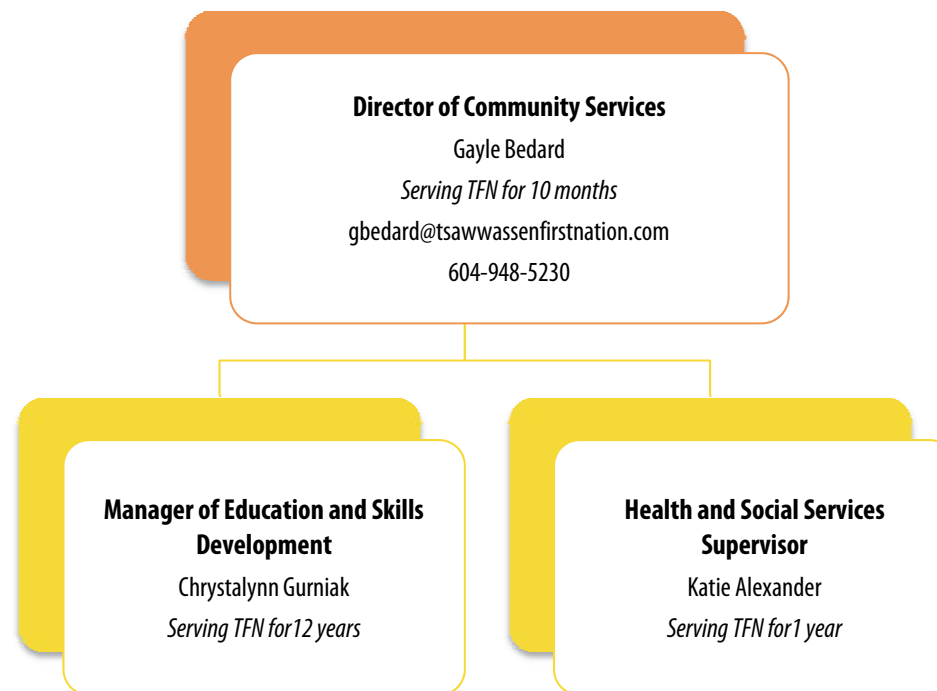 Director of Community Services
Gayle Bedard
Serving TFN for 10 months
gbedard@tsawwassenfirstnation.com
604-948-5230
Manager of Education and Skills
Development
Chrystalynn Gurniak
Serving TFN for12 years
Health and Social Services
Supervisor
Katie Alexander
Serving TFN for1 year